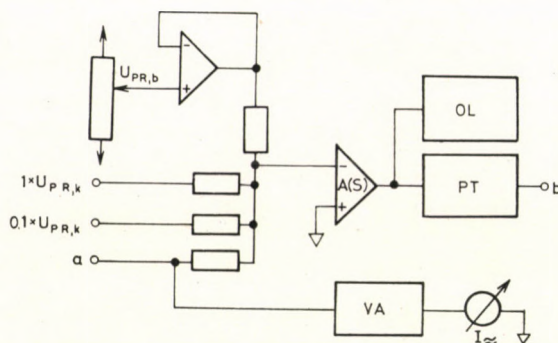 −
U_PR,b
+
OL
−
A(S)
+
PT
b
1×U_PR,k
0.1×U_PR,k
a
VA
I≂